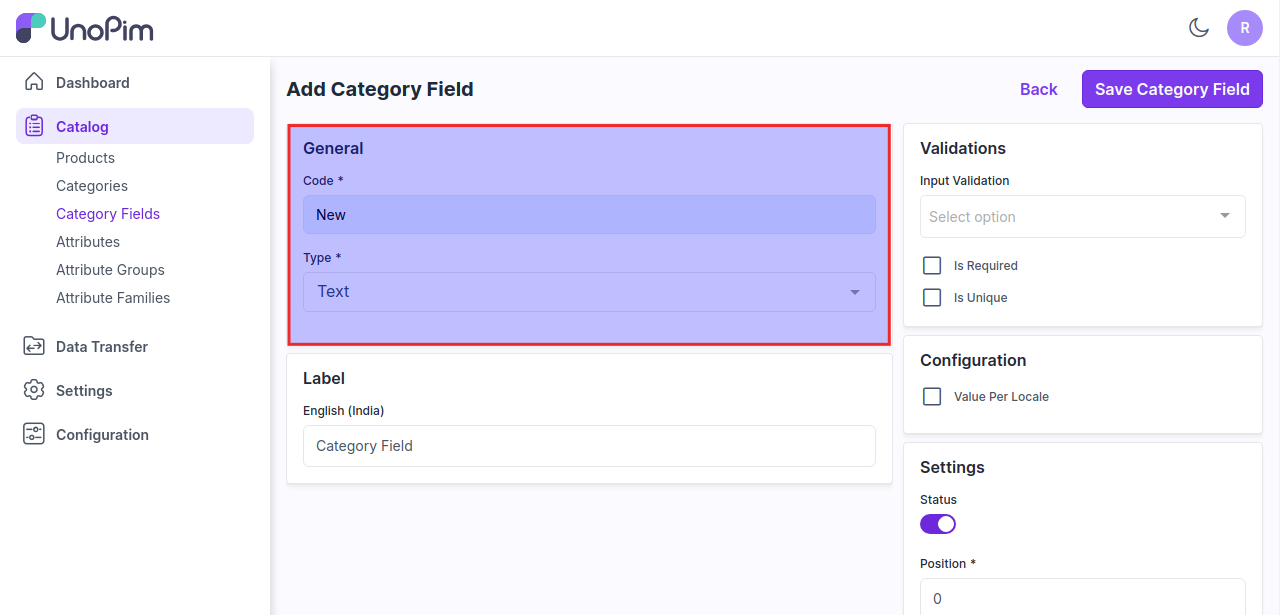 UnoPim
R
Dashboard
Catalog
Products
Categories
Category Fields
Attributes
Attribute Groups
Attribute Families
Data Transfer
Settings
Configuration
Add Category Field
Back
Save Category Field
General
Code *
New
Type *
Text
Label
English (India)
Category Field
Validations
Input Validation
Select option
Is Required
Is Unique
Configuration
Value Per Locale
Settings
Status
Position *
0